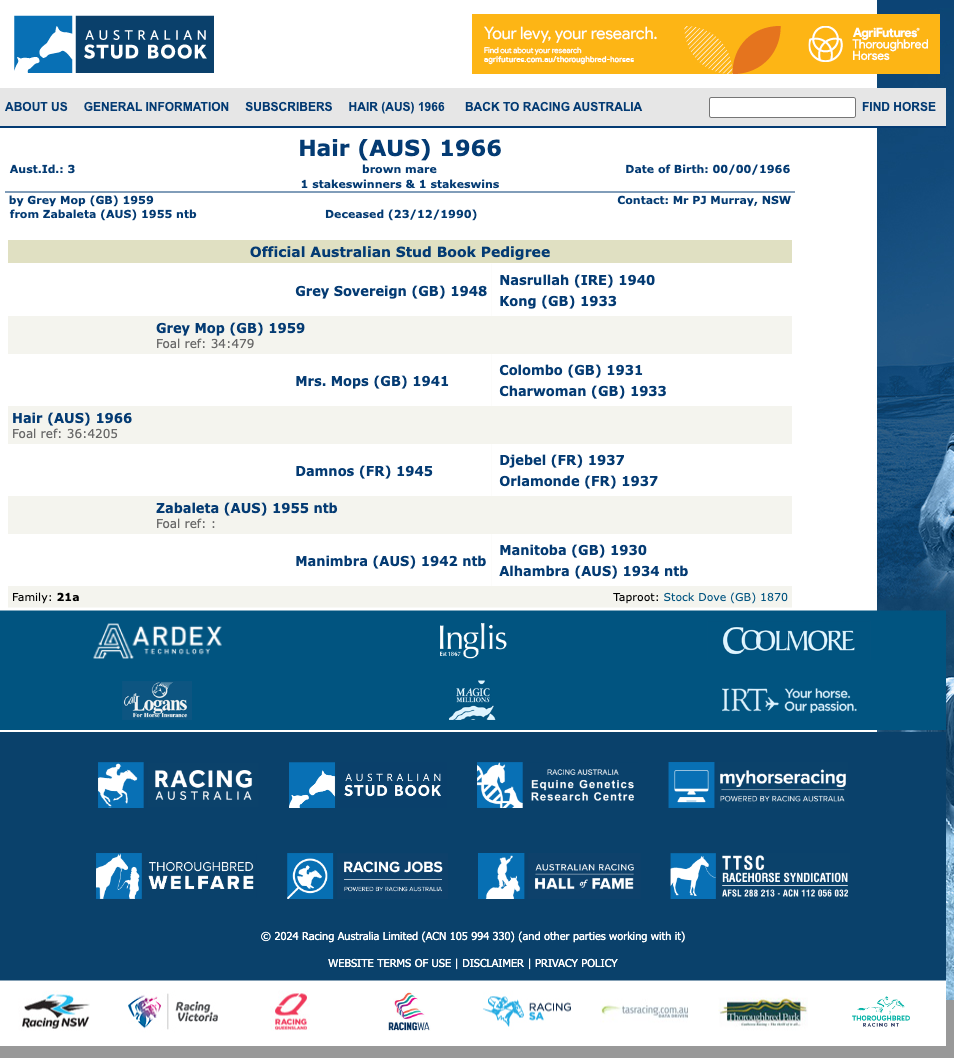 AUSTRALIAN
STUD BOOK
Your levy, your research.
Find out about your research
agrifutures.com.au/thoroughbred-horses
AgriFutures®
Thoroughbred
Horses
ABOUT US GENERAL INFORMATION SUBSCRIBERS HAIR (AUS) 1966 BACK TO RACING AUSTRALIA FIND HORSE
Hair (AUS) 1966
Aust.Id.: 3 brown mare Date of Birth: 00/00/1966
1 stakeswinners & 1 stakeswins
by Grey Mop (GB) 1959 Contact: Mr PJ Murray, NSW
from Zabaleta (AUS) 1955 ntb Deceased (23/12/1990)
Official Australian Stud Book Pedigree
Nasrullah (IRE) 1940
Grey Sovereign (GB) 1948
Kong (GB) 1933
Grey Mop (GB) 1959
Foal ref: 34:479
Colombo (GB) 1931
Mrs. Mops (GB) 1941
Charwoman (GB) 1933
Hair (AUS) 1966
Foal ref: 36:4205
Djebel (FR) 1937
Damnos (FR) 1945
Orlamonde (FR) 1937
Zabaleta (AUS) 1955 ntb
Foal ref: :
Manitoba (GB) 1930
Manimbra (AUS) 1942 ntb
Alhambra (AUS) 1934 ntb
Family: 21a Taproot: Stock Dove (GB) 1870
ARDEX
TECHNOLOGY
Inglis
Est 1867
COOLMORE
Logans
For Horse Insurance
MAGIC
MILLIONS
IRT Your horse.
Our passion.
RACING
AUSTRALIA
AUSTRALIAN
STUD BOOK
RACING AUSTRALIA
Equine Genetics
Research Centre
myhorseracing
POWERED BY RACING AUSTRALIA
THOROUGHBRED
WELFARE
RACING JOBS
POWERED BY RACING AUSTRALIA
AUSTRALIAN RACING
HALL of FAME
TTSC
RACEHORSE SYNDICATION
AFSL 288 213 - ACN 112 056 032
© 2024 Racing Australia Limited (ACN 105 994 330) (and other parties working with it)
WEBSITE TERMS OF USE | DISCLAIMER | PRIVACY POLICY
Racing NSW
Racing
Victoria
RACING
QUEENSLAND
RACINGWA
RACING
SA
tasracing.com.au
DATA DRIVEN
Thoroughbred Park
THOROUGHBRED
RACING NT